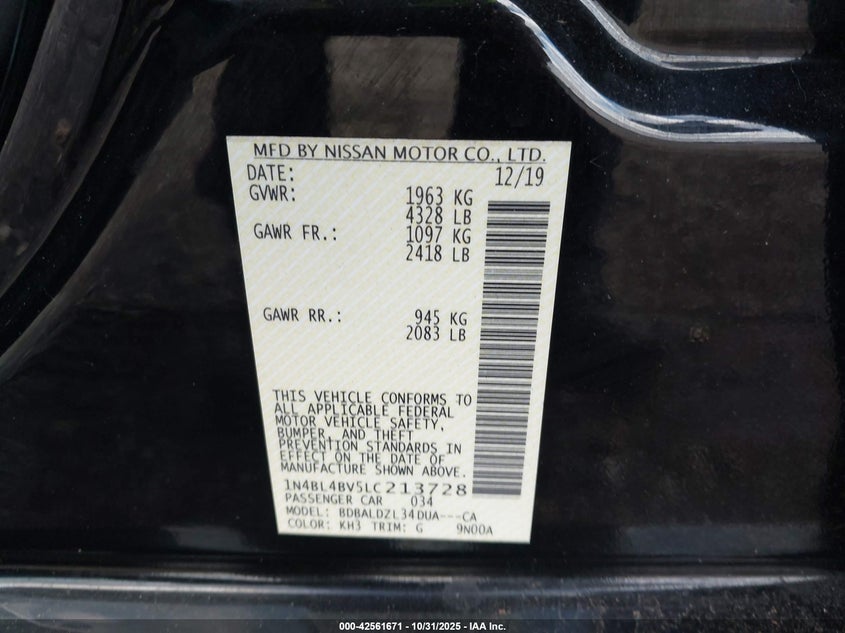 MFD BY NISSAN MOTOR CO., LTD.
DATE: 12/19
GVWR: 1963 KG
4328 LB
GAWR FR.: 1097 KG
2418 LB
GAWR RR.: 945 KG
2083 LB
THIS VEHICLE CONFORMS TO
ALL APPLICABLE FEDERAL
MOTOR VEHICLE SAFETY,
BUMPER, AND THEFT
PREVENTION STANDARDS IN
EFFECT ON THE DATE OF
MANUFACTURE SHOWN ABOVE.
1N4BL4BV5LC213728
PASSENGER CAR 034
MODEL: BDBALDZL34DUA---CA
COLOR: KH3 TRIM: G 9N00A
000-42561671 | 10/31/2025 - IAA Inc.